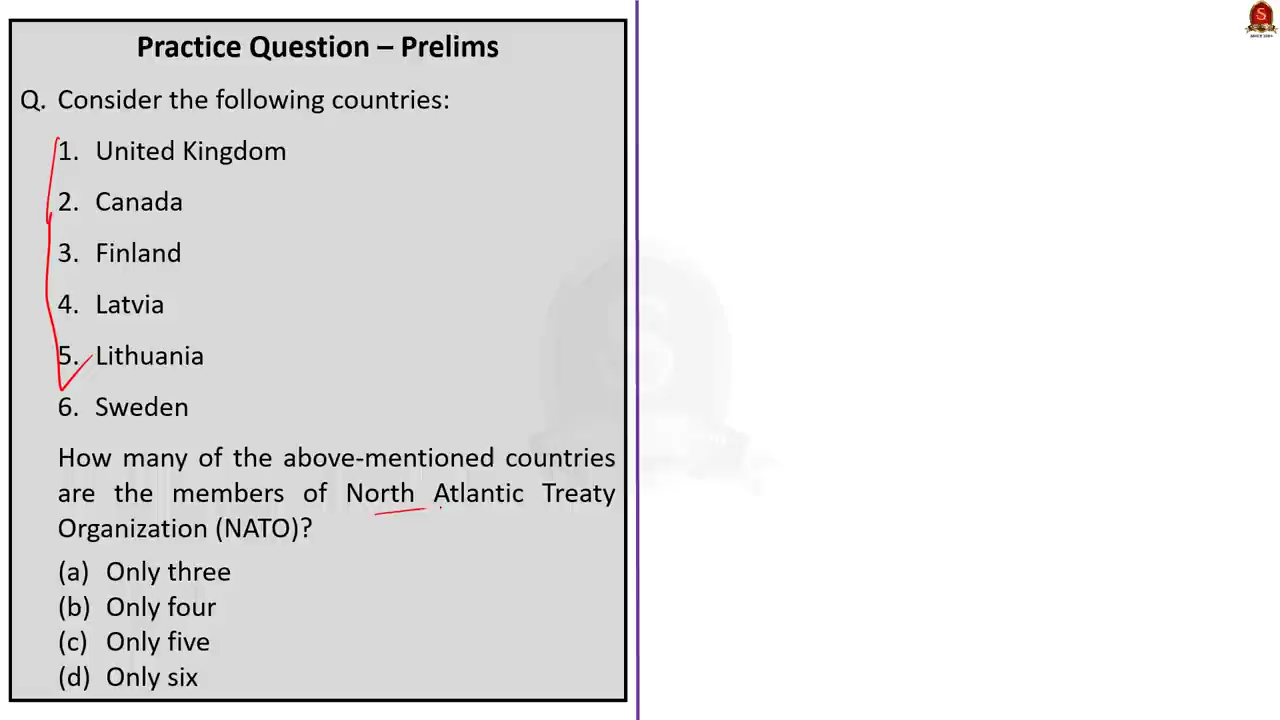 Practice Question – Prelims
Q. Consider the following countries:
1. United Kingdom
2. Canada
3. Finland
4. Latvia
5. Lithuania
6. Sweden
How many of the above-mentioned countries
are the members of North Atlantic Treaty
Organization (NATO)?
(a) Only three
(b) Only four
(c) Only five
(d) Only six
S